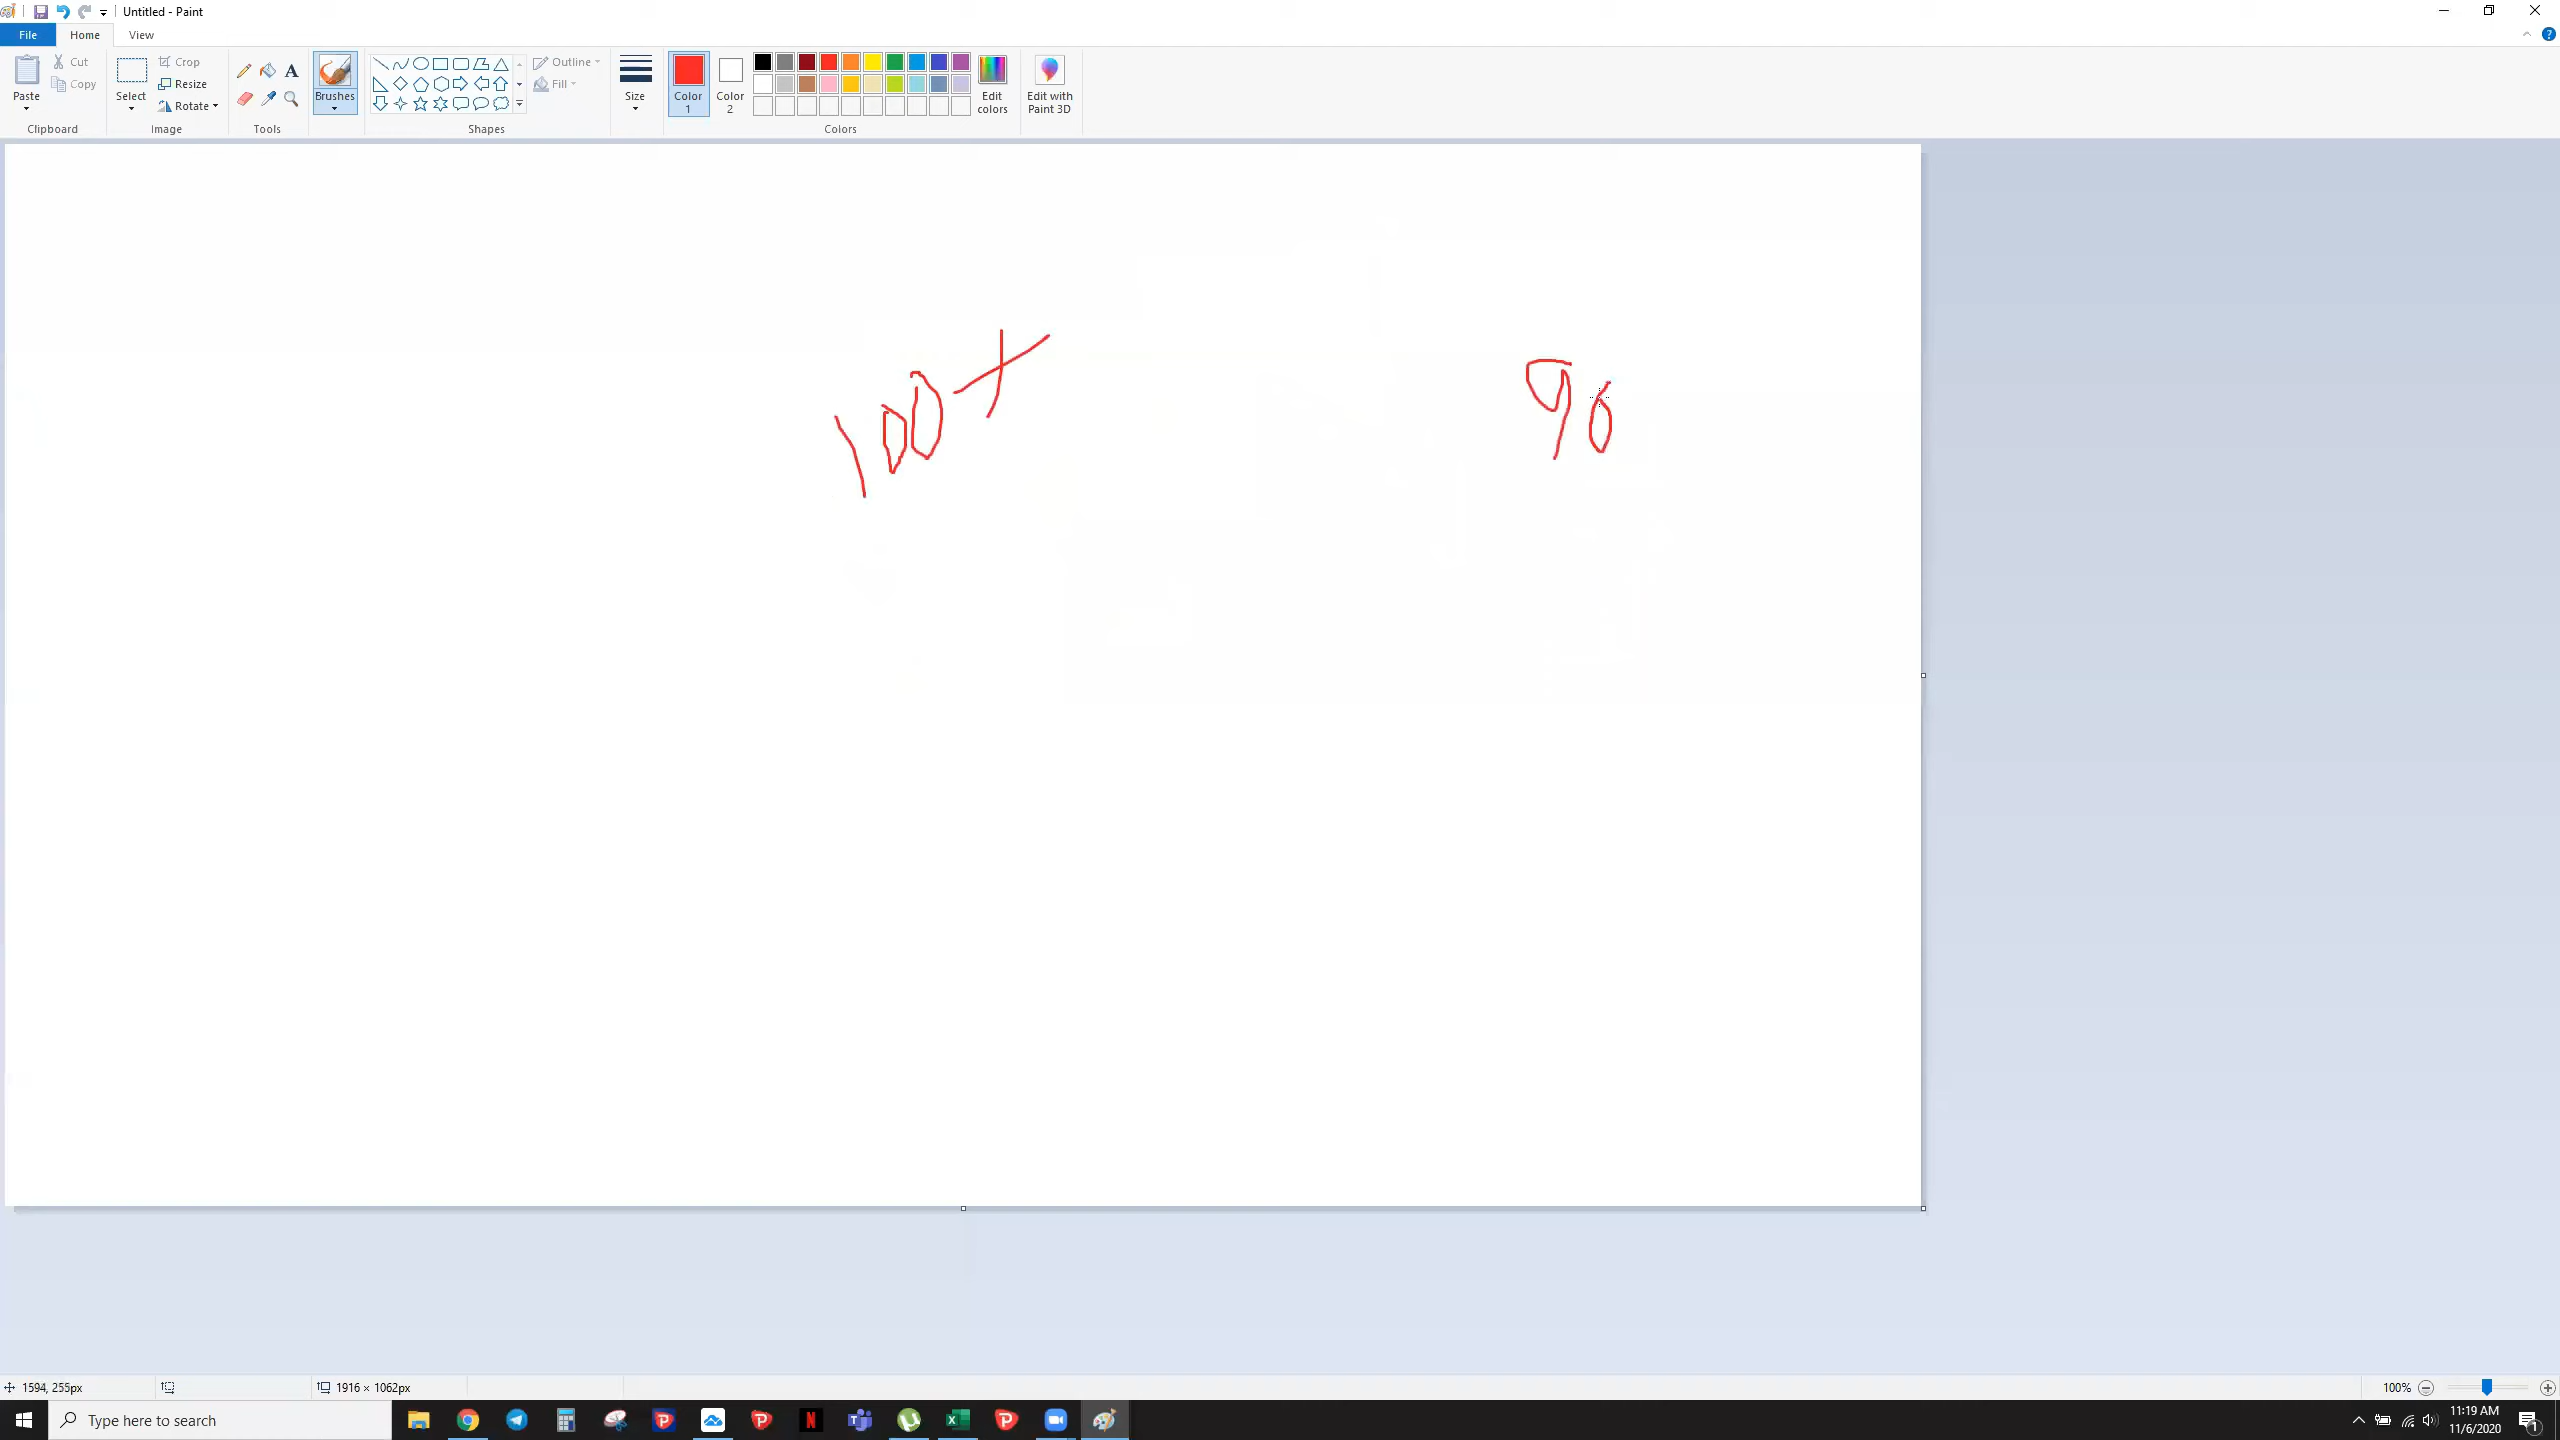 Untitled - Paint
File Home View
Paste
Cut
Copy
Clipboard
Select
Crop
Resize
Rotate
Image
Tools
Brushes
Outline
Fill
Shapes
Size
Color 1
Color 2
Edit colors
Colors
Edit with Paint 3D
100+
90
1594, 255px
1916 × 1062px
100%
Type here to search
11:19 AM
11/6/2020